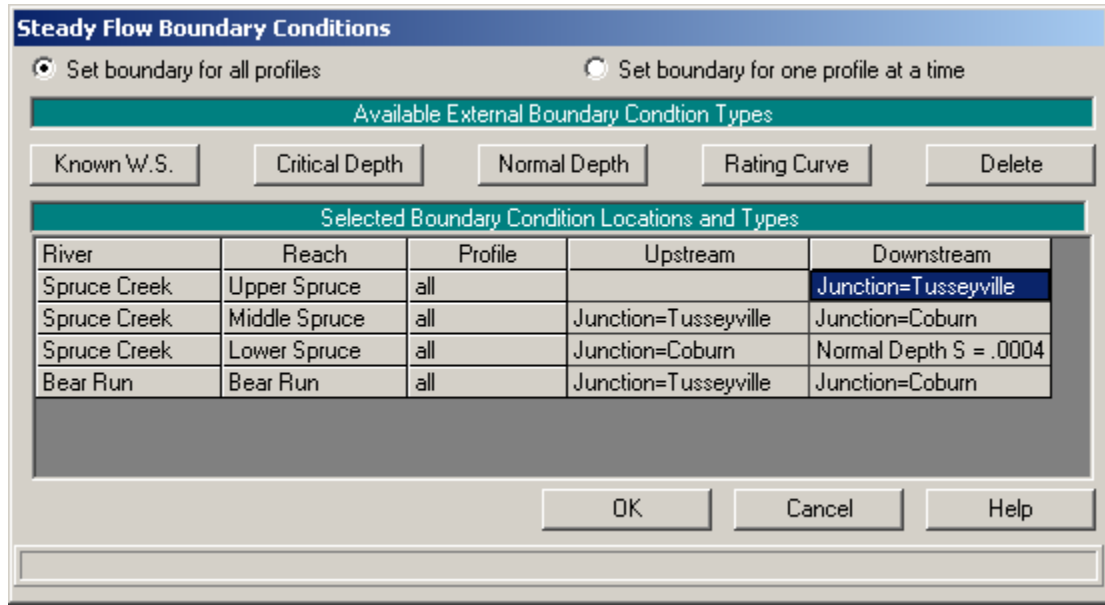 Steady Flow Boundary Conditions
Set boundary for all profiles Set boundary for one profile at a time
Available External Boundary Condtion Types
Known W.S. Critical Depth Normal Depth Rating Curve Delete
Selected Boundary Condition Locations and Types
River Reach Profile Upstream Downstream
Spruce Creek Upper Spruce all Junction=Tusseyville
Spruce Creek Middle Spruce all Junction=Tusseyville Junction=Coburn
Spruce Creek Lower Spruce all Junction=Coburn Normal Depth S = .0004
Bear Run Bear Run all Junction=Tusseyville Junction=Coburn
OK Cancel Help